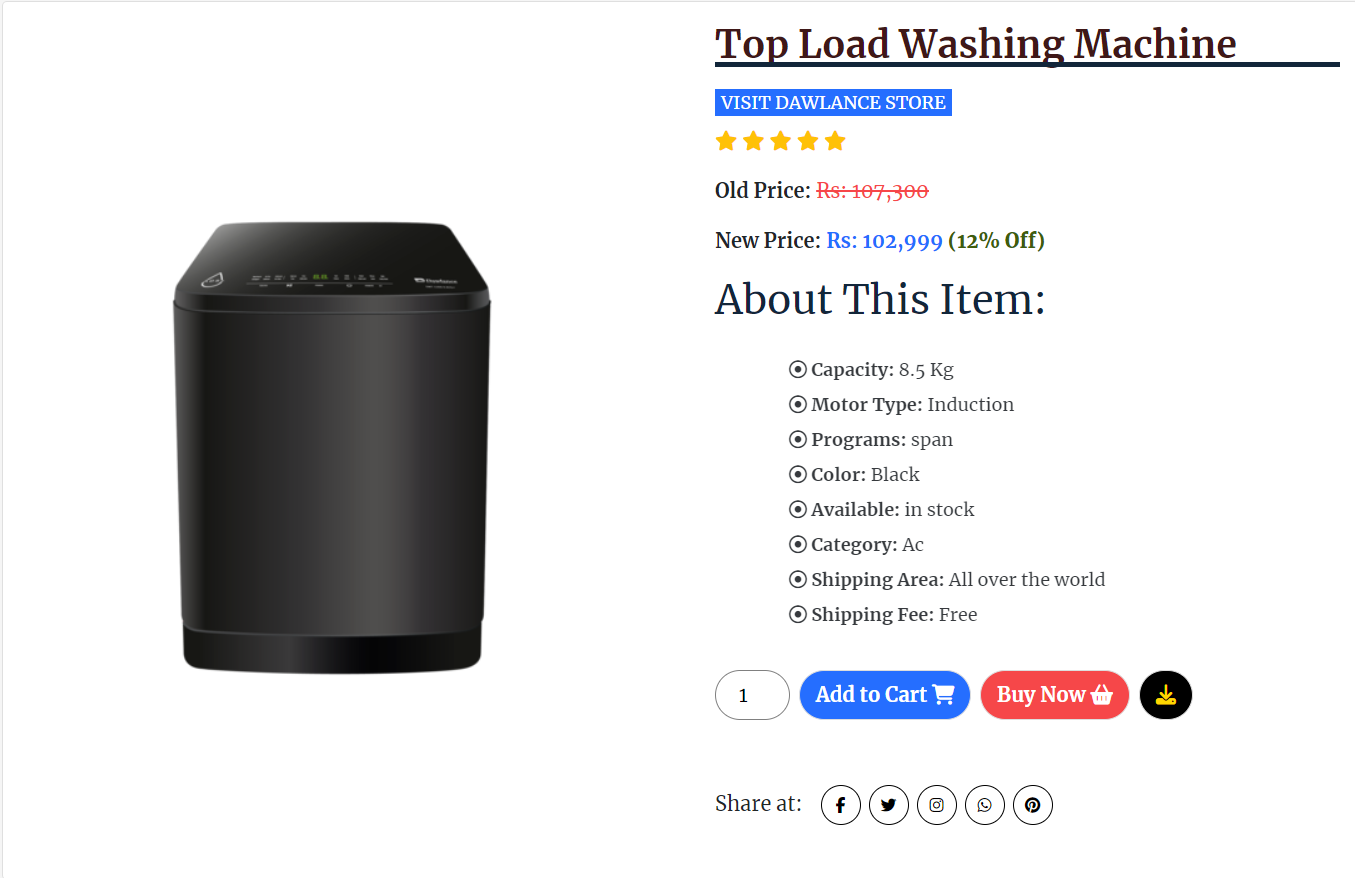 Top Load Washing Machine
VISIT DAWLANCE STORE
Old Price: Rs: 107,300
New Price: Rs: 102,999 (12% Off)
About This Item:
Capacity: 8.5 Kg
Motor Type: Induction
Programs: span
Color: Black
Available: in stock
Category: Ac
Shipping Area: All over the world
Shipping Fee: Free
1 Add to Cart Buy Now
Share at: